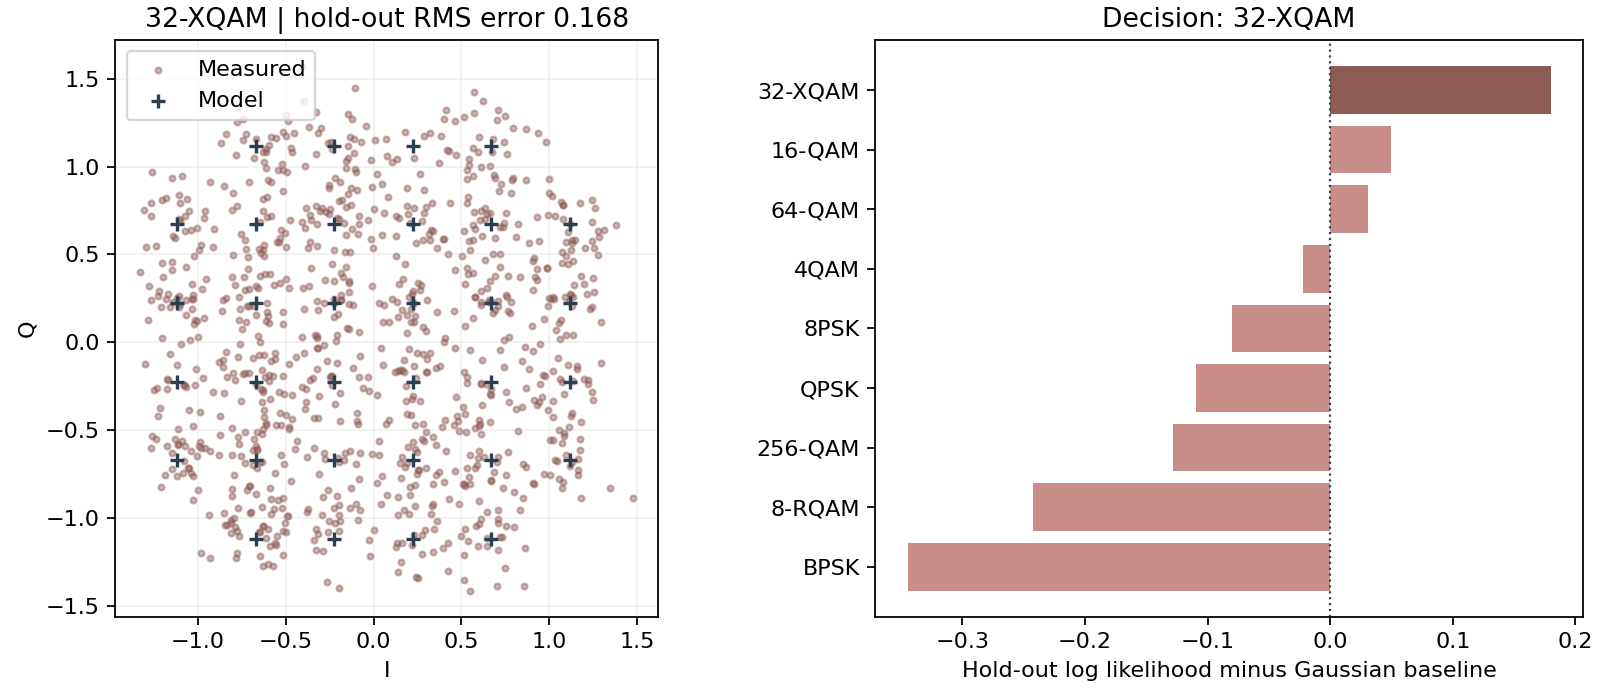 32-XQAM | hold-out RMS error 0.168
Measured
Model
1.5
1.0
0.5
0.0
−0.5
−1.0
−1.5
Q
−1.0
−0.5
0.0
0.5
1.0
1.5
I
Decision: 32-XQAM
32-XQAM
16-QAM
64-QAM
4QAM
8PSK
QPSK
256-QAM
8-RQAM
BPSK
−0.3
−0.2
−0.1
0.0
0.1
0.2
Hold-out log likelihood minus Gaussian baseline